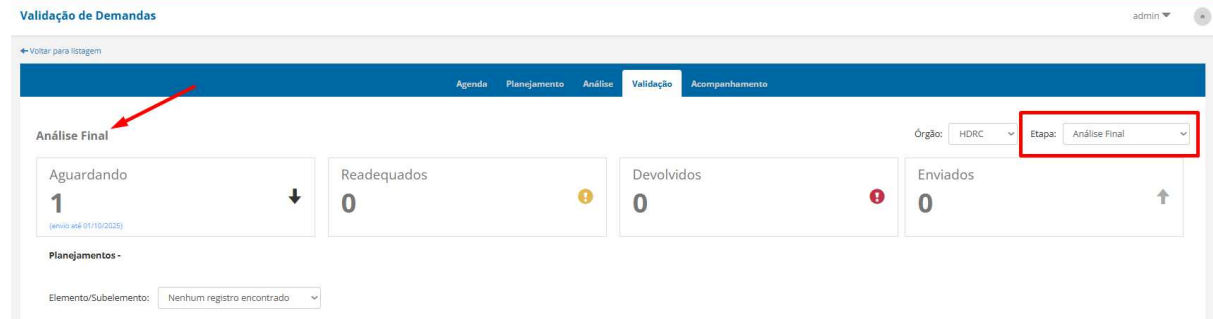 Validação de Demandas
admin
Voltar para listagem
Agenda Planejamento Análise Validação Acompanhamento
Análise Final
Órgão: HDRC Etapa: Análise Final
Aguardando Readequados Devolvidos Enviados
1 0 0 0
(envio até 01/10/2025)
Planejamentos -
Elemento/Subelemento: Nenhum registro encontrado